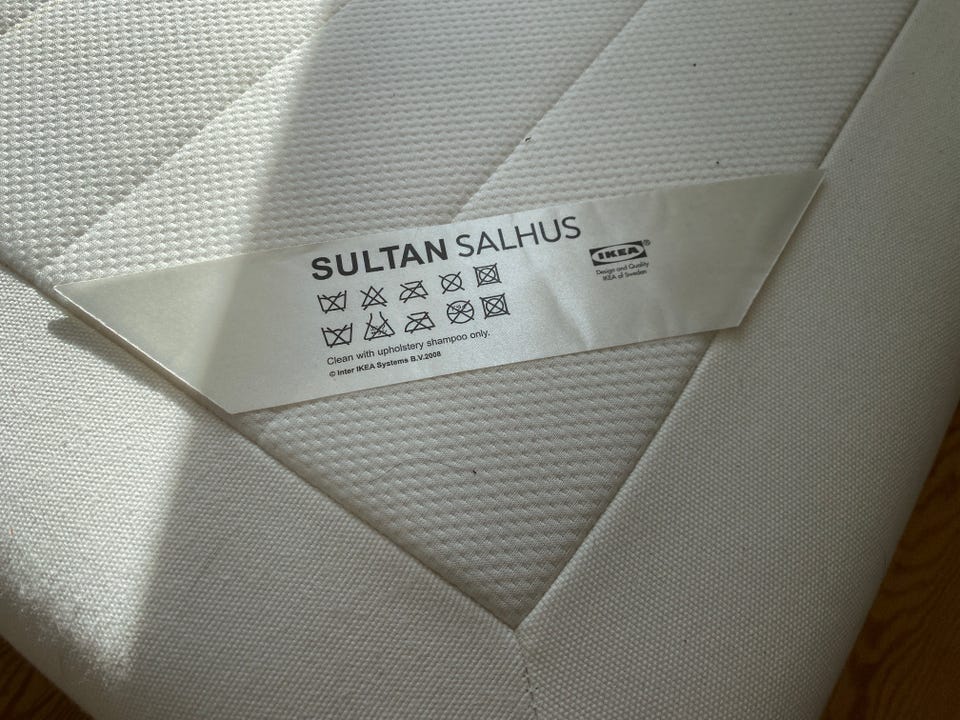 SULTAN SALHUS
IKEA®
Design and Quality
IKEA of Sweden
Clean with upholstery shampoo only.
© Inter IKEA Systems B.V.2008